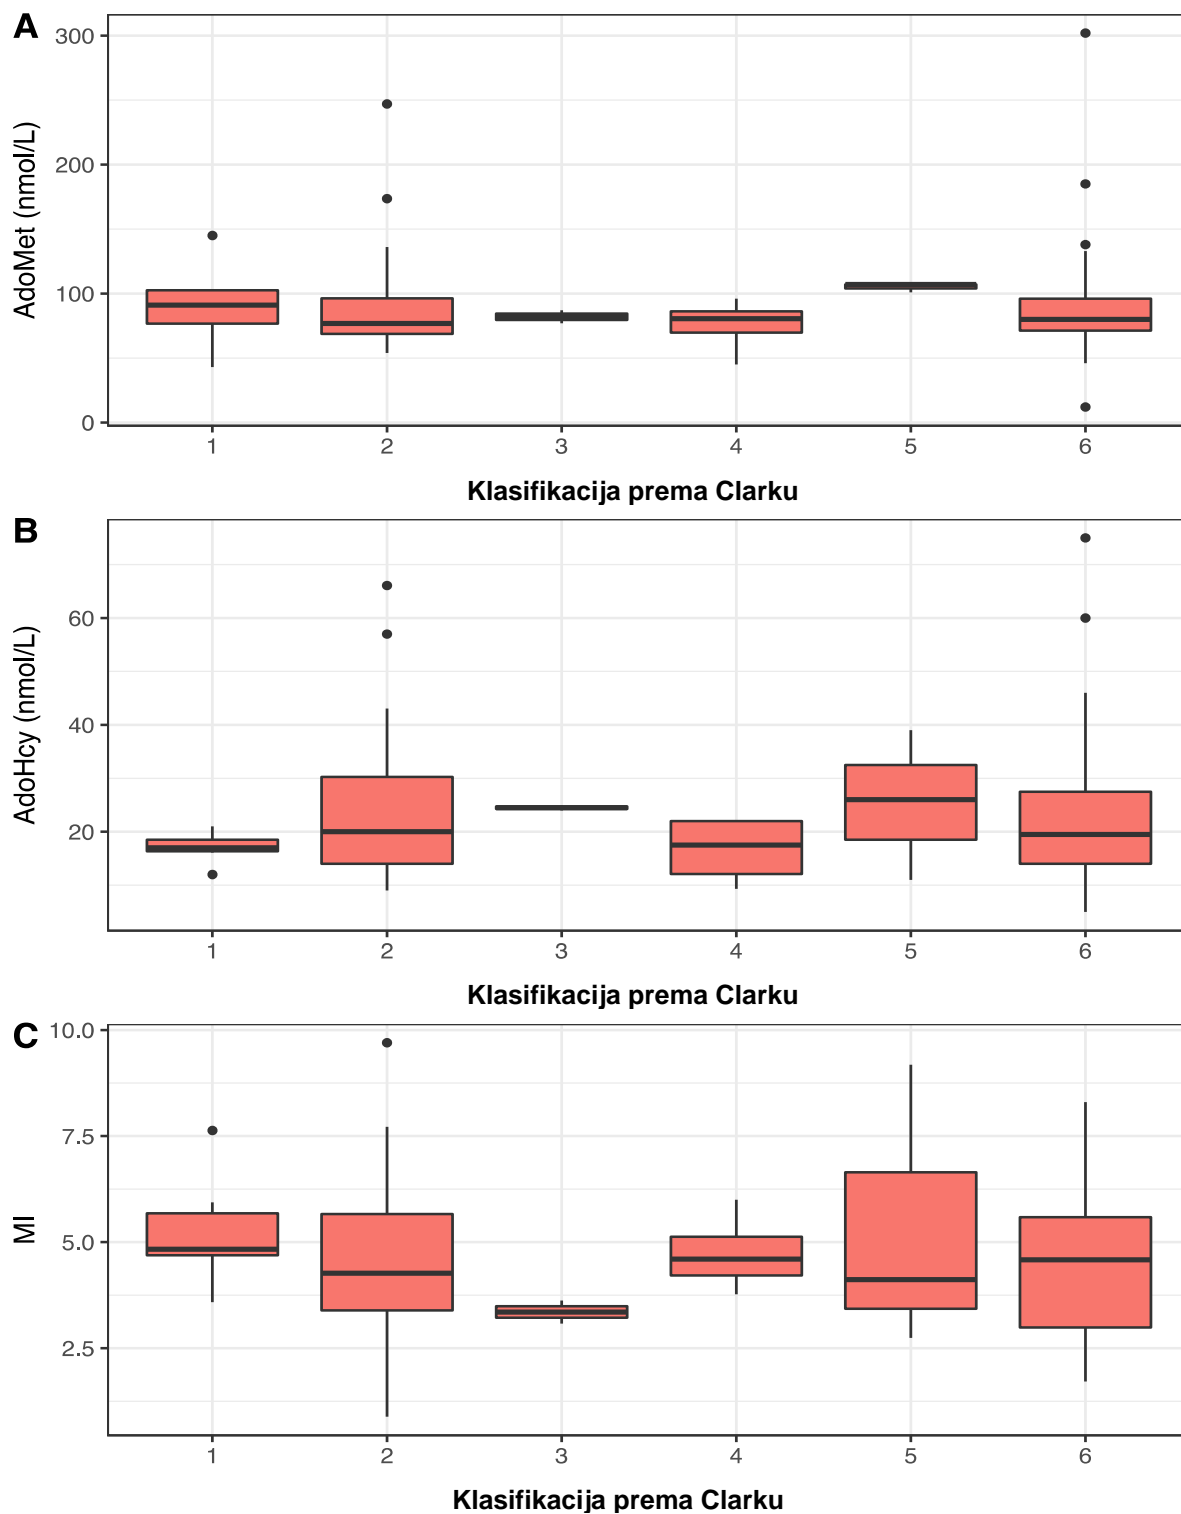 A
AdoMet (nmol/L)
300
200
100
0
1 2 3 4 5 6
Klasifikacija prema Clarku
B
AdoHcy (nmol/L)
60
40
20
1 2 3 4 5 6
Klasifikacija prema Clarku
C
MI
10.0
7.5
5.0
2.5
1 2 3 4 5 6
Klasifikacija prema Clarku